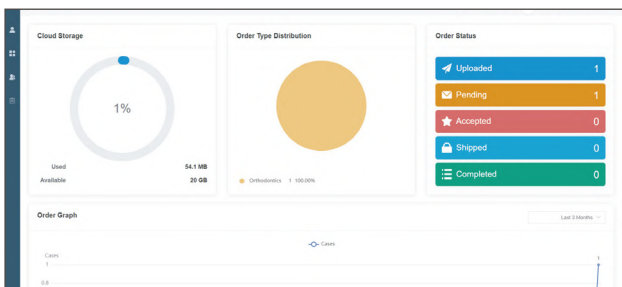 Cloud Storage
1%
Used 54.1 MB
Available 20 GB
Order Type Distribution
Orthodontics 1 100.00%
Order Status
Uploaded 1
Pending 1
Accepted 0
Shipped 0
Completed 0
Order Graph
Last 3 Months
Cases
Cases
1
1
0.8